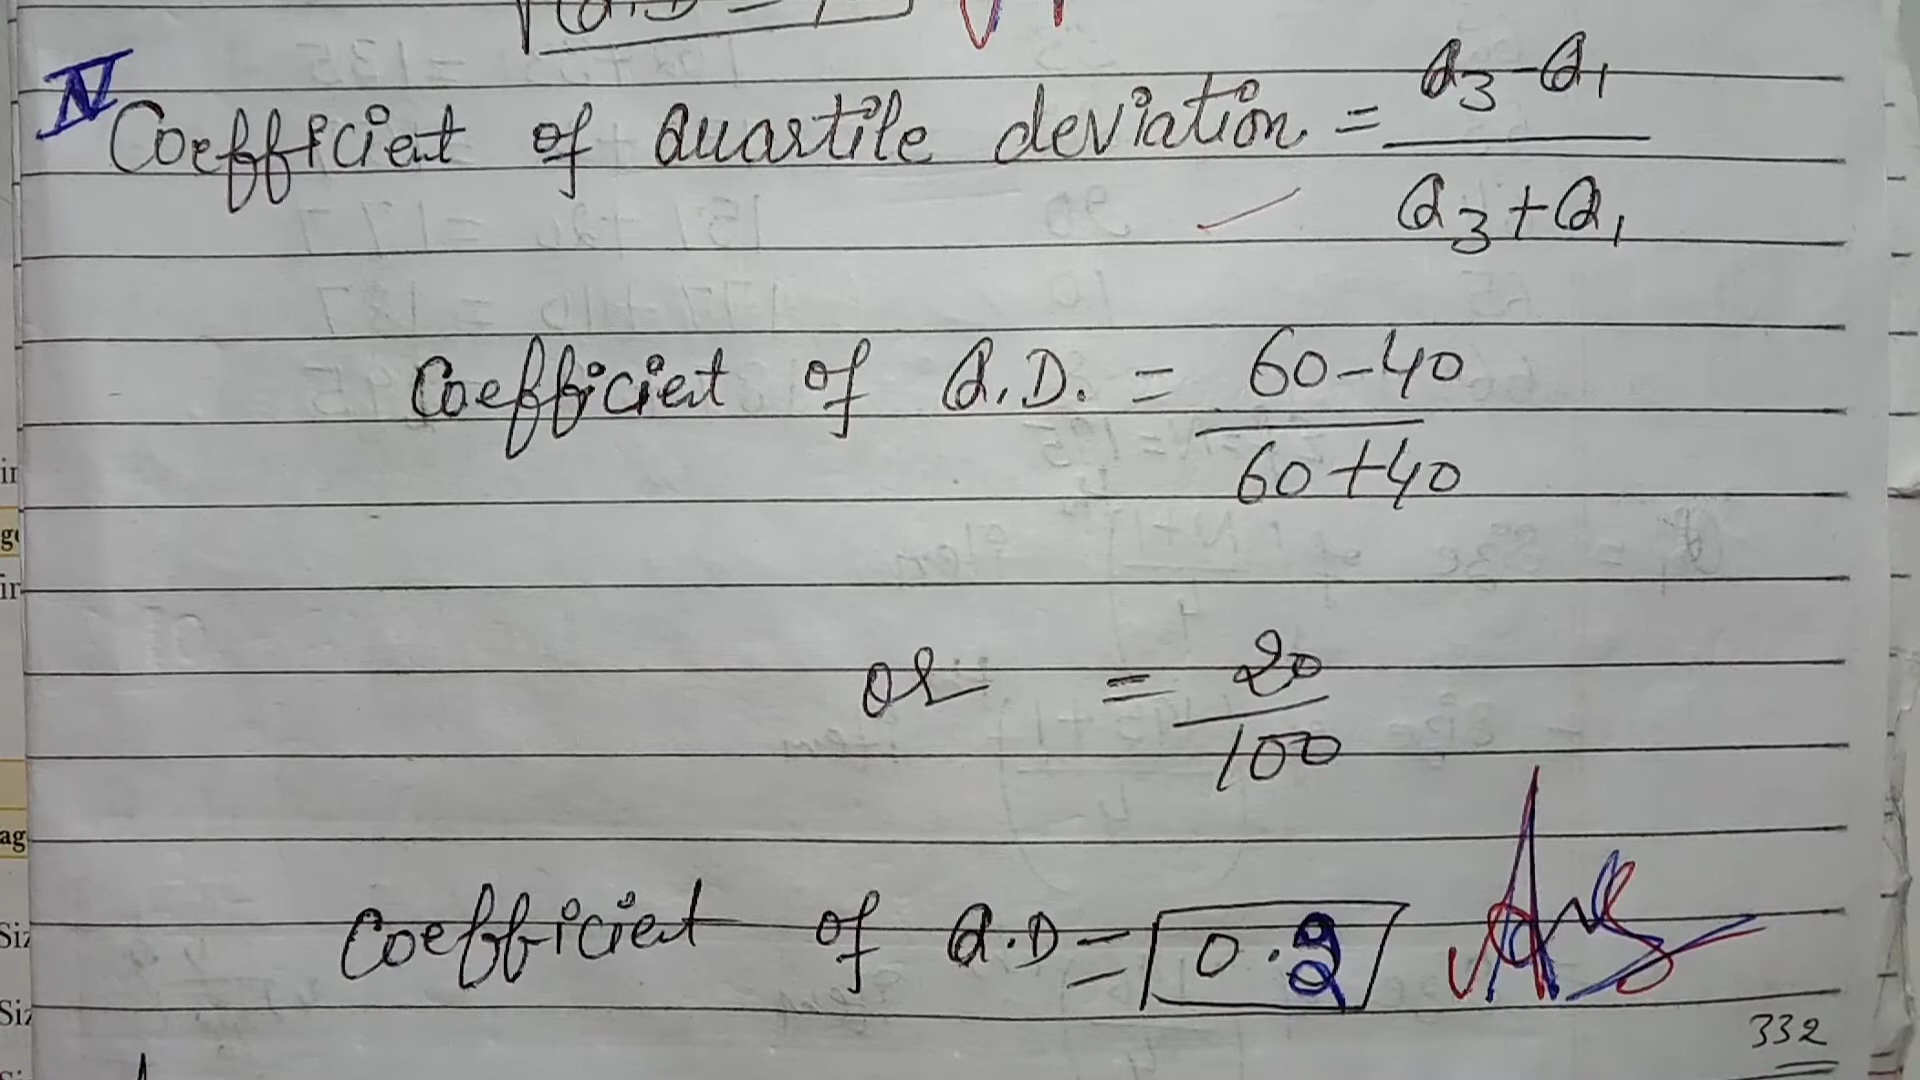 IV
Coefficient of Quartile deviation = Q3-Q1
Q3+Q1
Coefficient of Q.D. = 60-40
60+40
or = 20
100
Coefficient of Q.D = 0.2 Ans
332